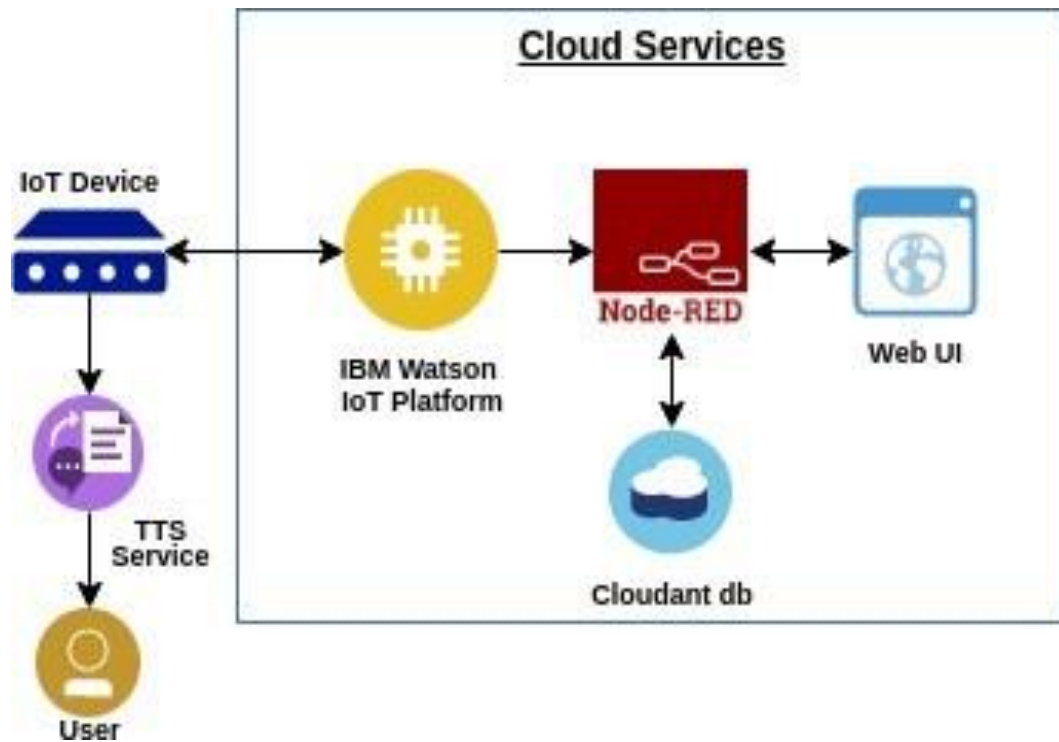 Cloud Services
IoT Device
Node-RED
Web UI
IBM Watson
IoT Platform
TTS
Service
Cloudant db
User